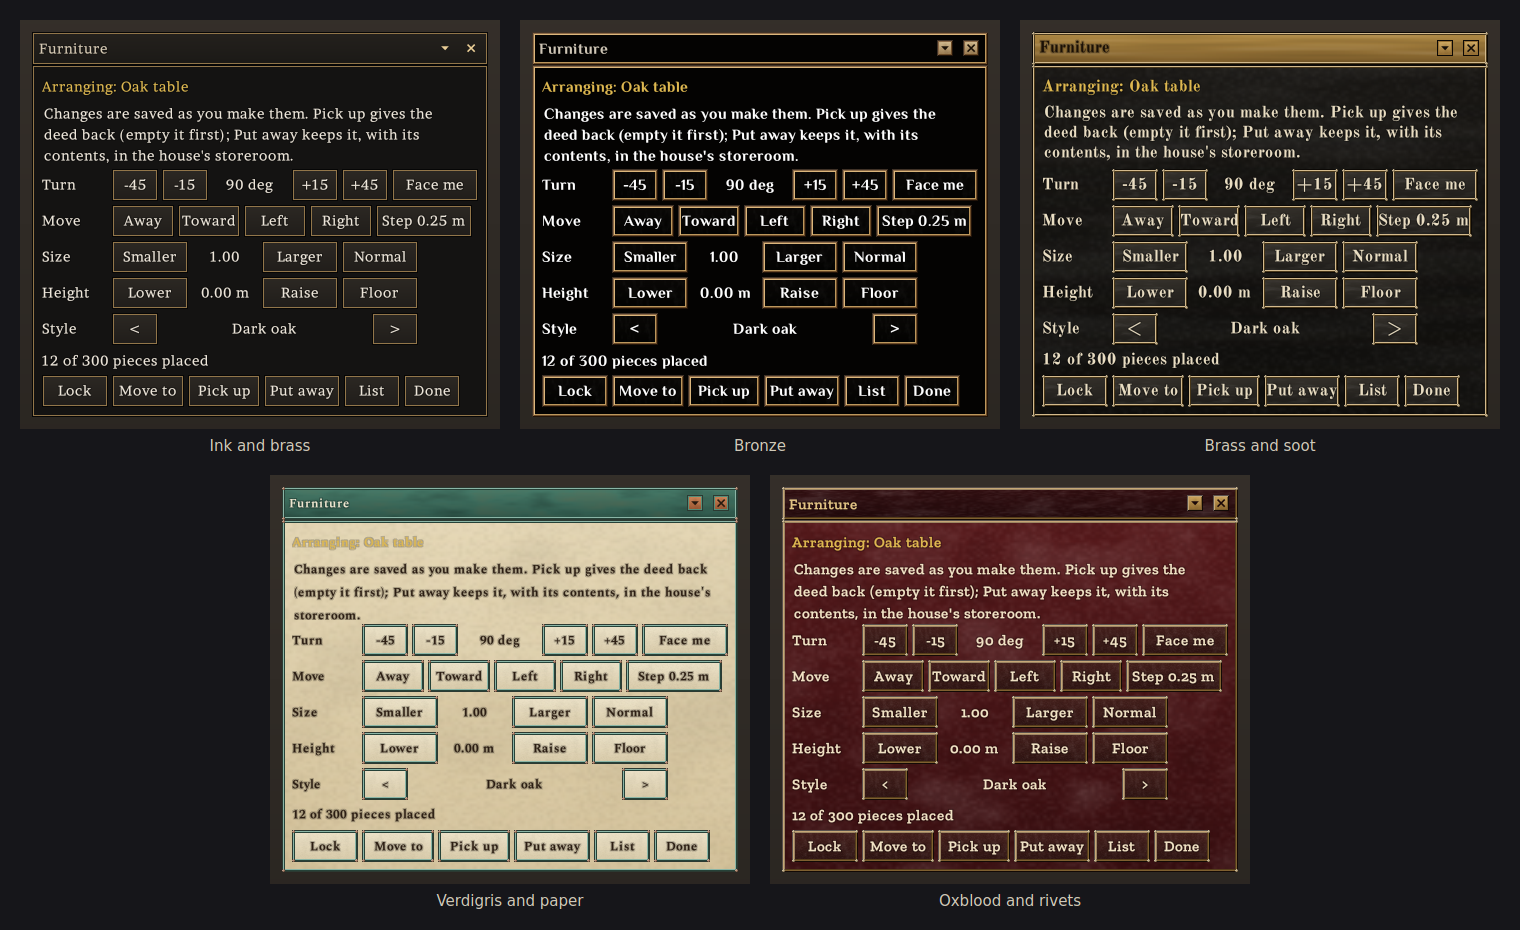 Furniture
Arranging: Oak table
Changes are saved as you make them. Pick up gives the
deed back (empty it first); Put away keeps it, with its
contents, in the house's storeroom.
Turn -45 -15 90 deg +15 +45 Face me
Move Away Toward Left Right Step 0.25 m
Size Smaller 1.00 Larger Normal
Height Lower 0.00 m Raise Floor
Style < Dark oak >
12 of 300 pieces placed
Lock Move to Pick up Put away List Done
Ink and brass
Furniture
Arranging: Oak table
Changes are saved as you make them. Pick up gives the
deed back (empty it first); Put away keeps it, with its
contents, in the house's storeroom.
Turn -45 -15 90 deg +15 +45 Face me
Move Away Toward Left Right Step 0.25 m
Size Smaller 1.00 Larger Normal
Height Lower 0.00 m Raise Floor
Style < Dark oak >
12 of 300 pieces placed
Lock Move to Pick up Put away List Done
Bronze
Furniture
Arranging: Oak table
Changes are saved as you make them. Pick up gives the
deed back (empty it first); Put away keeps it, with its
contents, in the house's storeroom.
Turn -45 -15 90 deg +15 +45 Face me
Move Away Toward Left Right Step 0.25 m
Size Smaller 1.00 Larger Normal
Height Lower 0.00 m Raise Floor
Style < Dark oak >
12 of 300 pieces placed
Lock Move to Pick up Put away List Done
Brass and soot
Furniture
Arranging: Oak table
Changes are saved as you make them. Pick up gives the deed back
(empty it first); Put away keeps it, with its contents, in the house's
storeroom.
Turn -45 -15 90 deg +15 +45 Face me
Move Away Toward Left Right Step 0.25 m
Size Smaller 1.00 Larger Normal
Height Lower 0.00 m Raise Floor
Style < Dark oak >
12 of 300 pieces placed
Lock Move to Pick up Put away List Done
Verdigris and paper
Furniture
Arranging: Oak table
Changes are saved as you make them. Pick up gives the
deed back (empty it first); Put away keeps it, with its
contents, in the house's storeroom.
Turn -45 -15 90 deg +15 +45 Face me
Move Away Toward Left Right Step 0.25 m
Size Smaller 1.00 Larger Normal
Height Lower 0.00 m Raise Floor
Style < Dark oak >
12 of 300 pieces placed
Lock Move to Pick up Put away List Done
Oxblood and rivets